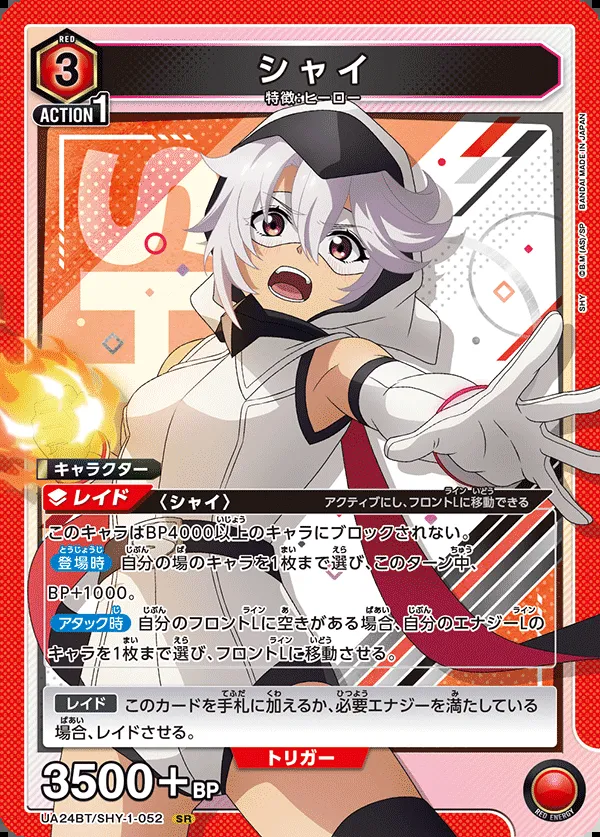 RED
3
ACTION1
シャイ
特徴:ヒーロー
SHY ©B.M (AS)/SP BANDAI MADE IN JAPAN
SH
キャラクター
レイド 〈シャイ〉 アクティブにし、フロントLに移動できる
このキャラはBP4000以上のキャラにブロックされない。
登場時 自分の場のキャラを1枚まで選び、このターン中、
BP+1000。
アタック時 自分のフロントLに空きがある場合、自分のエナジーLの
キャラを1枚まで選び、フロントLに移動させる。
レイド このカードを手札に加えるか、必要エナジーを満たしている
場合、レイドさせる。
トリガー
3500+BP
UA24BT/SHY-1-052 SR
RED ENERGY